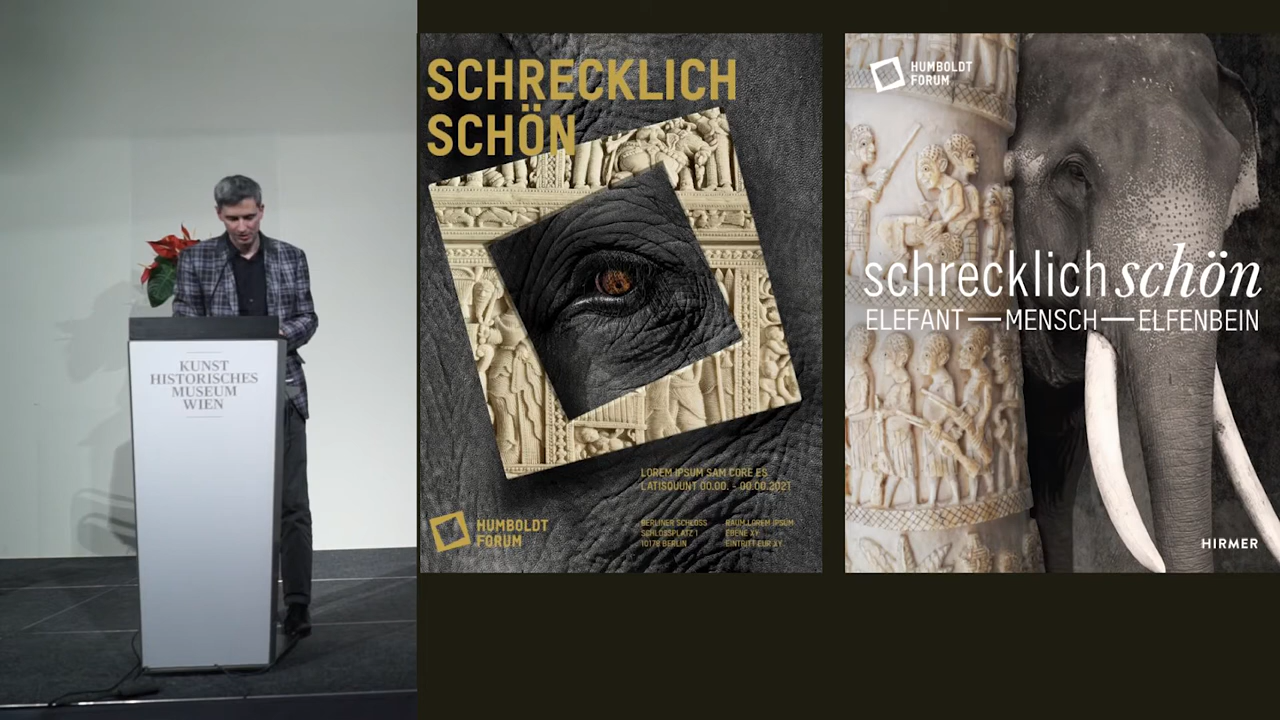 KUNST
HISTORISCHES
MUSEUM
WIEN
SCHRECKLICH
SCHÖN
LOREM IPSUM SAM CORE ES
LATISQUUNT 00.00. - 00.00.2021
HUMBOLDT
FORUM
BERLINER SCHLOSS
SCHLOSSPLATZ 1
10178 BERLIN
RAUM LOREM IPSUM
EBENE XY
EINTRITT EUR XY
HUMBOLDT
FORUM
schrecklich schön
ELEFANT—MENSCH—ELFENBEIN
HIRMER